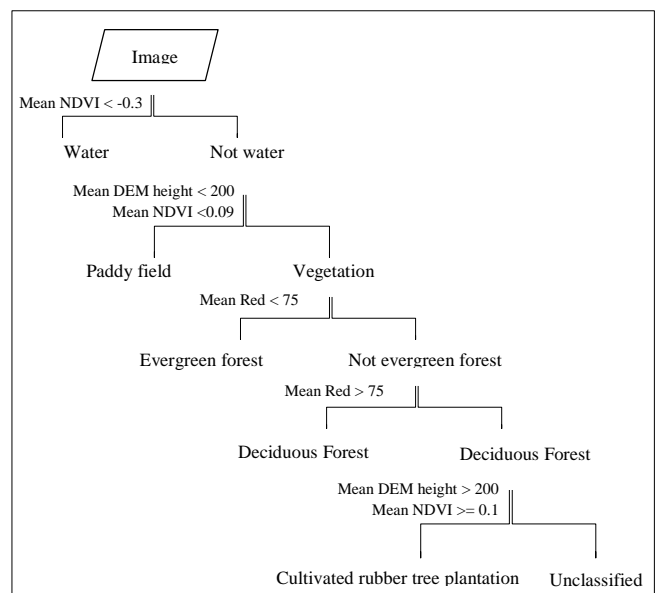 Image
Mean NDVI < -0.3
Water Not water
Mean DEM height < 200
Mean NDVI <0.09
Paddy field Vegetation
Mean Red < 75
Evergreen forest Not evergreen forest
Mean Red > 75
Deciduous Forest Deciduous Forest
Mean DEM height > 200
Mean NDVI >= 0.1
Cultivated rubber tree plantation Unclassified